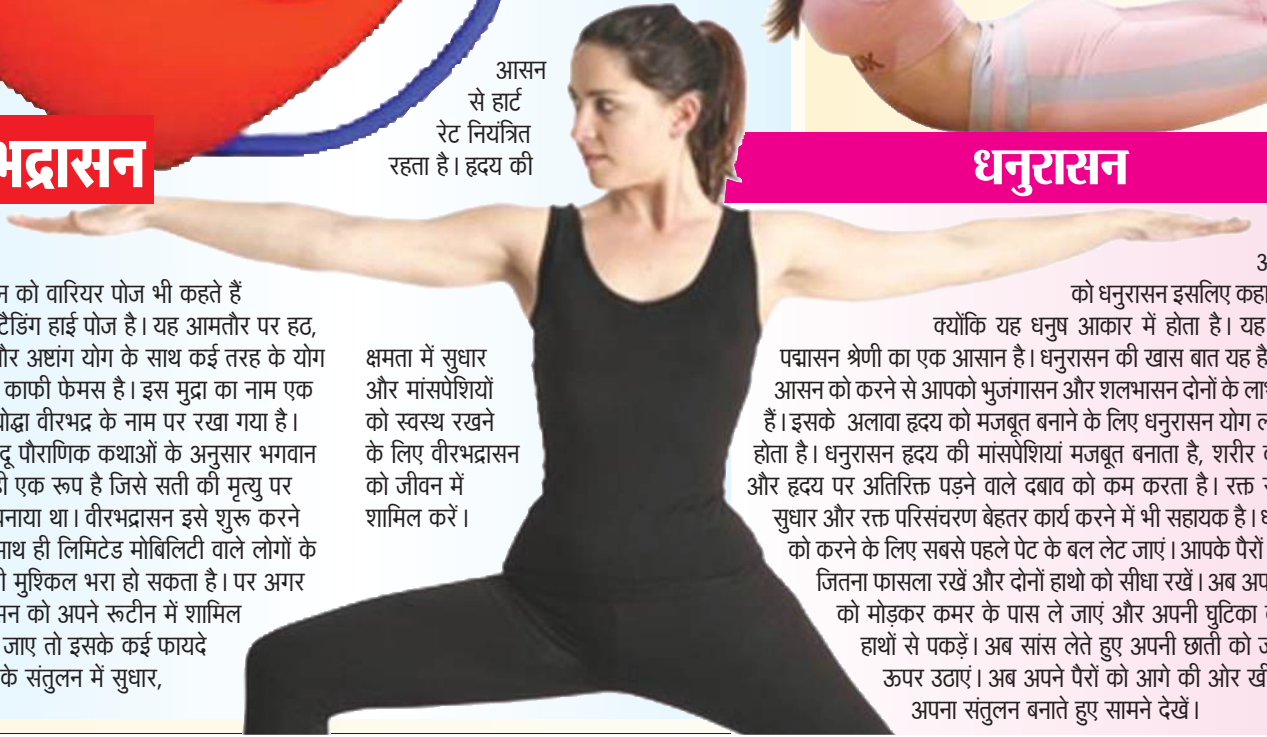 भद्रासन
न को वारियर पोज भी कहते हैं
टैडिंग हाई पोज है। यह आमतौर पर हठ,
और अष्टांग योग के साथ कई तरह के योग
काफी फेमस है। इस मुद्रा का नाम एक
योद्धा वीरभद्र के नाम पर रखा गया है।
दू पौराणिक कथाओं के अनुसार भगवान
ही एक रूप है जिसे सती की मृत्यु पर
बनाया था। वीरभद्रासन इसे शुरू करने
साथ ही लिमिटेड मोबिलिटी वाले लोगों के
मुश्किल भरा हो सकता है। पर अगर
सन को अपने रूटीन में शामिल
जाए तो इसके कई फायदे
के संतुलन में सुधार,
आसन
से हार्ट
रेट नियंत्रित
रहता है। हृदय की
क्षमता में सुधार
और मांसपेशियों
को स्वस्थ रखने
के लिए वीरभद्रासन
को जीवन में
शामिल करें।
धनुरासन
को धनुरासन इसलिए कहा
क्योंकि यह धनुष आकार में होता है। यह
पद्मासन श्रेणी का एक आसान है। धनुरासन की खास बात यह है
आसन को करने से आपको भुजंगासन और शलभासन दोनों के
हैं। इसके अलावा हृदय को मजबूत बनाने के लिए धनुरासन योग
होता है। धनुरासन हृदय की मांसपेशियां मजबूत बनाता है, शरीर
और हृदय पर अतिरिक्त पड़ने वाले दबाव को कम करता है। रक्त
सुधार और रक्त परिसंचरण बेहतर कार्य करने में भी सहायक है।
को करने के लिए सबसे पहले पेट के बल लेट जाएं। आपके पैरों
जितना फासला रखें और दोनों हाथो को सीधा रखें। अब
को मोड़कर कमर के पास ले जाएं और अपनी घुटिका
हाथों से पकड़ें। अब सांस लेते हुए अपनी छाती को
ऊपर उठाएं। अब अपने पैरों को आगे की ओर
अपना संतुलन बनाते हुए सामने देखें।